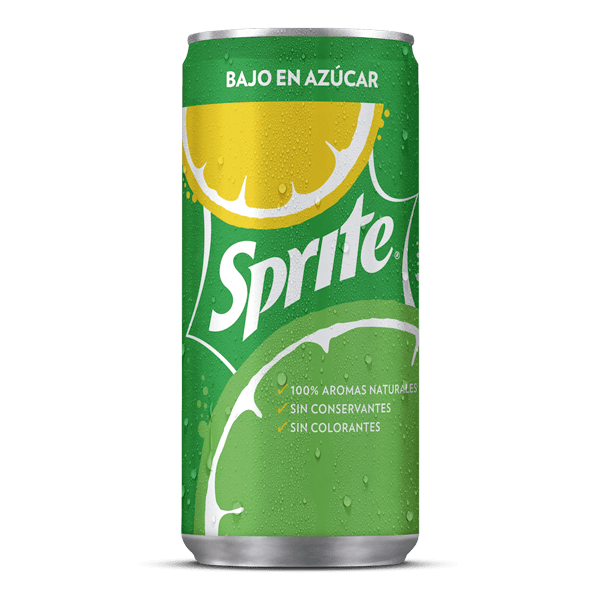 BAJO EN AZÚCAR
Sprite®
✓ 100% AROMAS NATURALES
✓ SIN CONSERVANTES
✓ SIN COLORANTES